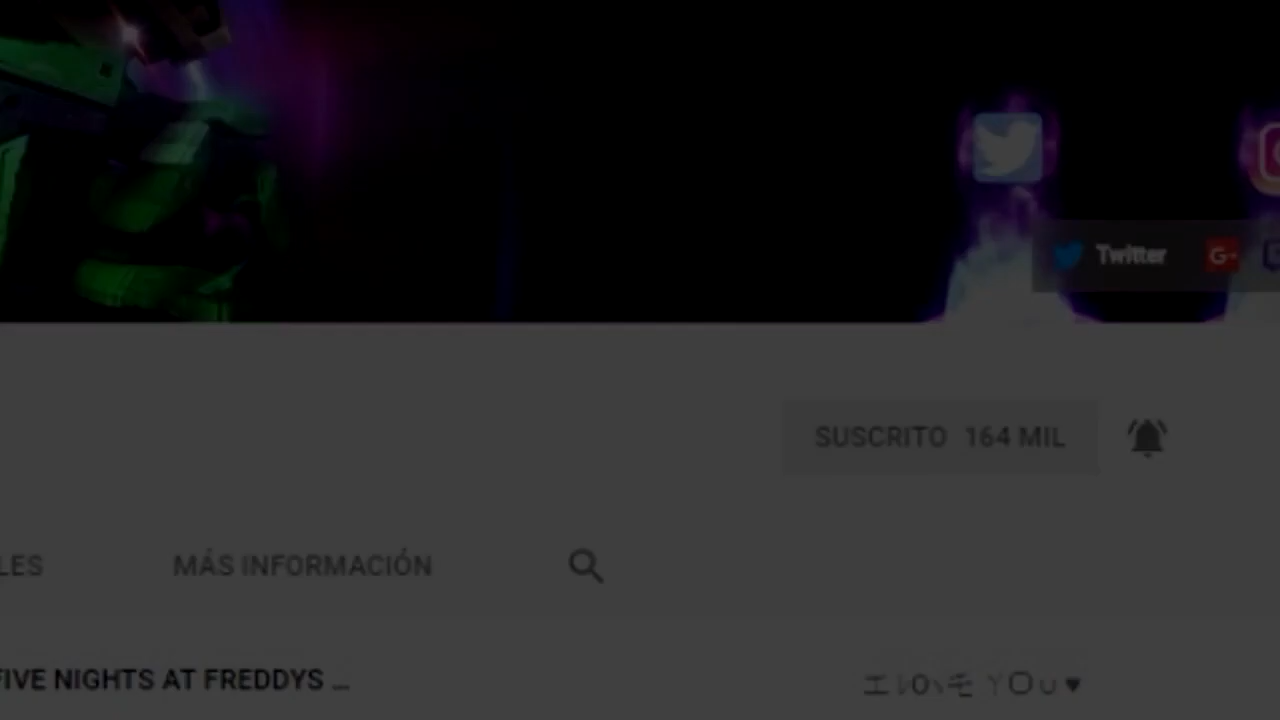 Twitter
SUSCRITO 164 MIL
LES MÁS INFORMACIÓN
FIVE NIGHTS AT FREDDYS ...